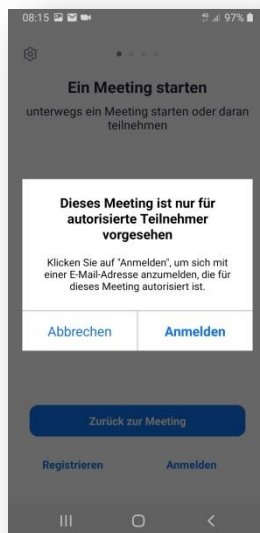 08:15 97%
Ein Meeting starten
unterwegs ein Meeting starten oder daran
teilnehmen
Dieses Meeting ist nur für
autorisierte Teilnehmer
vorgesehen
Klicken Sie auf "Anmelden", um sich mit
einer E-Mail-Adresse anzumelden, die für
dieses Meeting autorisiert ist.
Abbrechen Anmelden
Zurück zur Meeting
Registrieren Anmelden